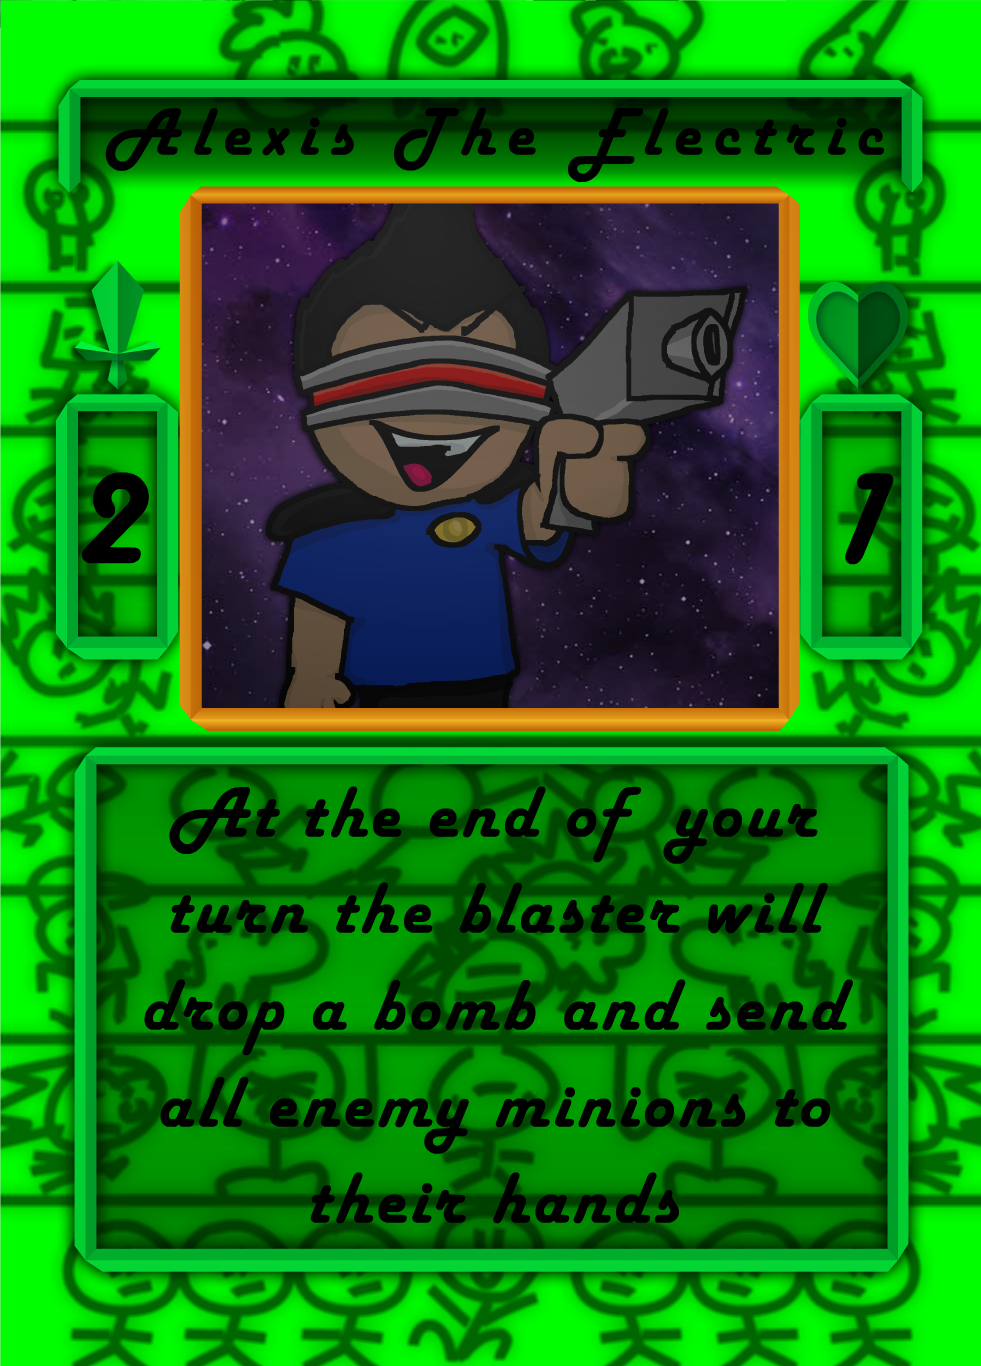 Alexis The Electric
2
1
At the end of your
turn the blaster will
drop a bomb and send
all enemy minions to
their hands